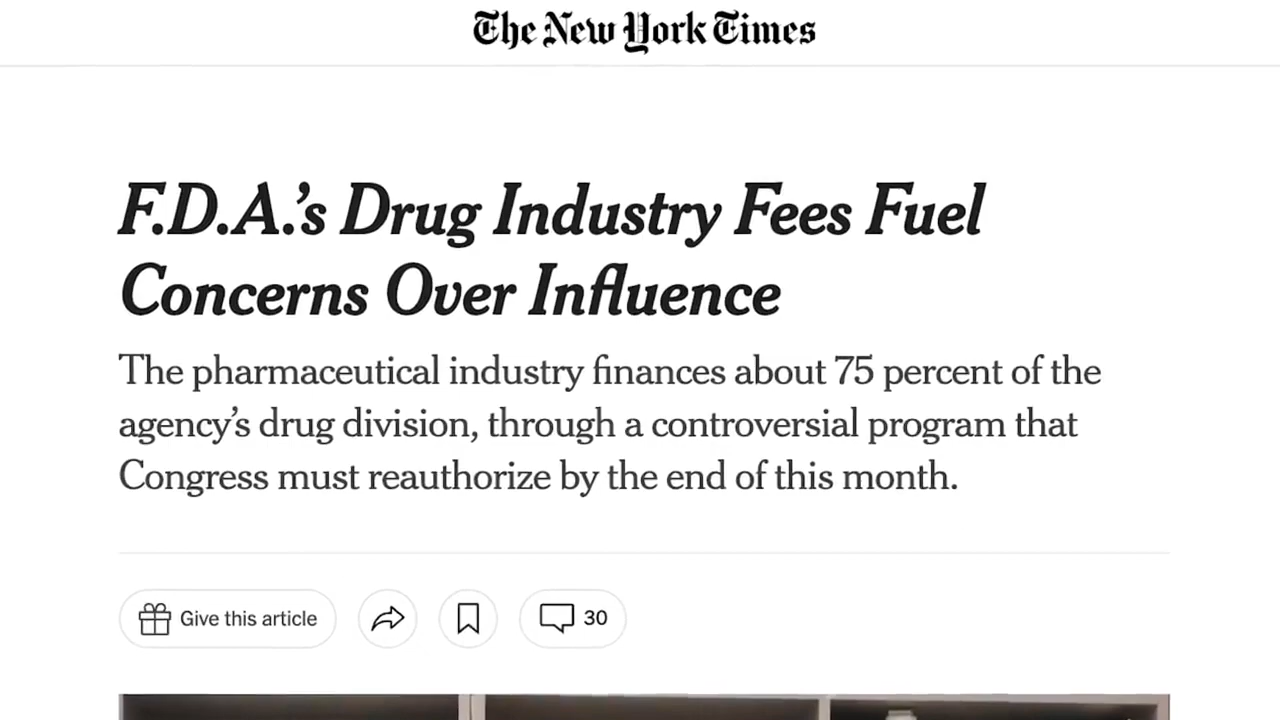 The New York Times
F.D.A.’s Drug Industry Fees Fuel
Concerns Over Influence
The pharmaceutical industry finances about 75 percent of the
agency’s drug division, through a controversial program that
Congress must reauthorize by the end of this month.
Give this article
30